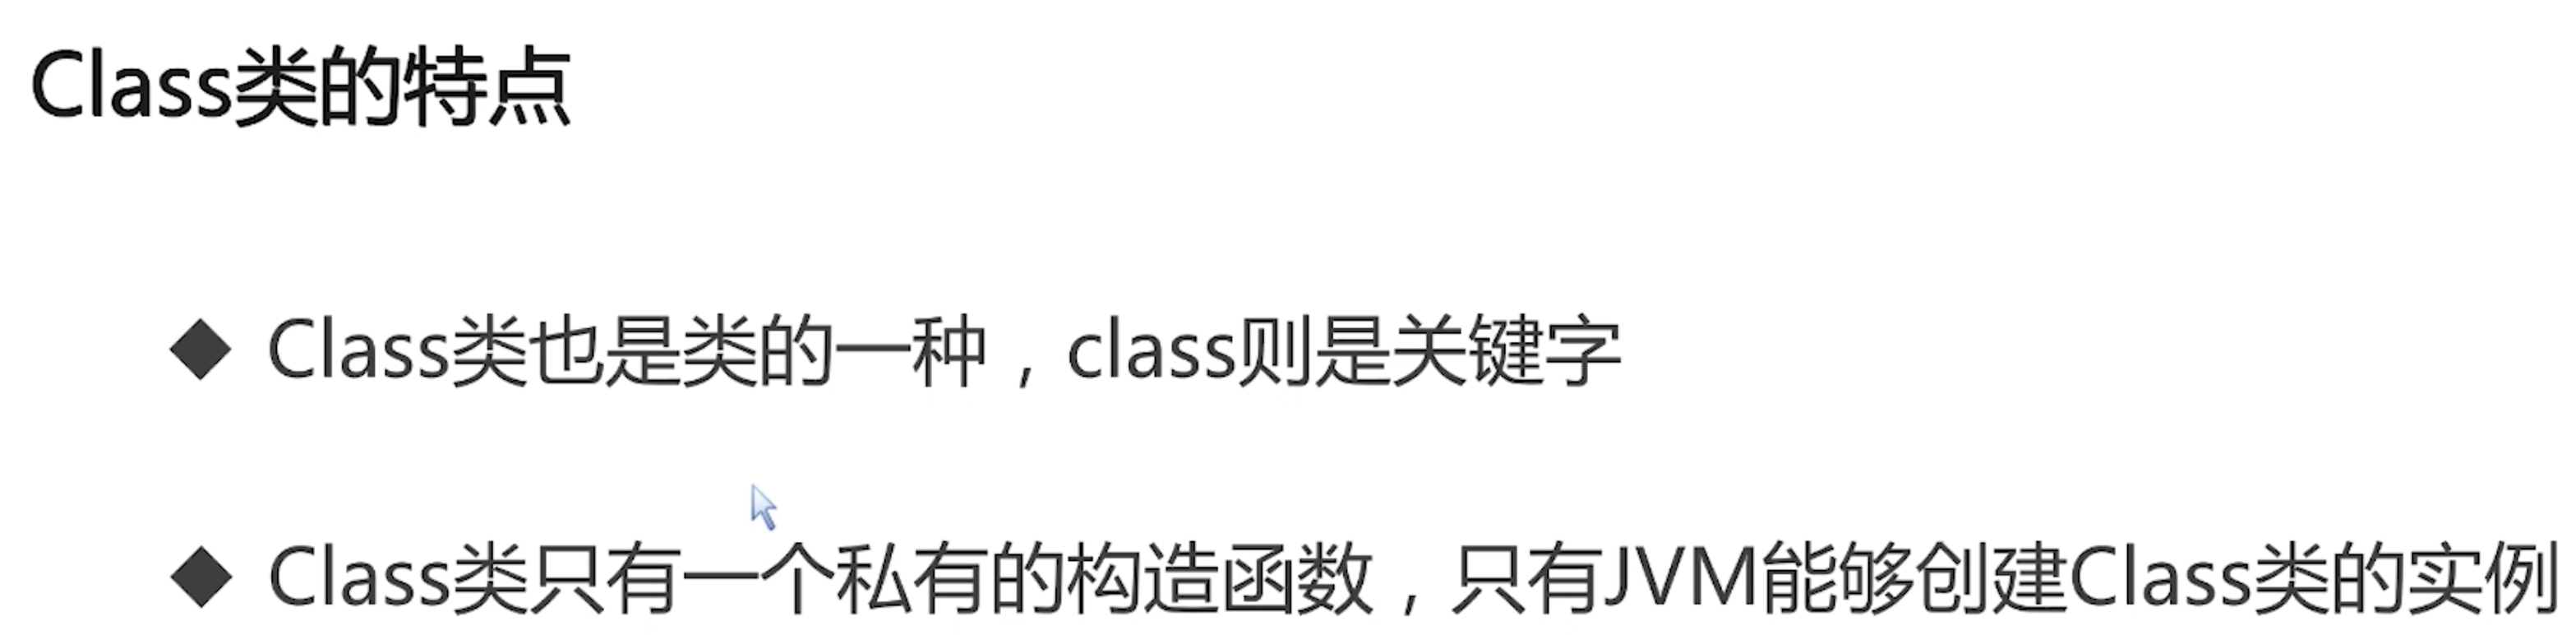 Class类的特点
◆ Class类也是类的一种，class则是关键字
◆ Class类只有一个私有的构造函数，只有JVM能够创建Class类的实例